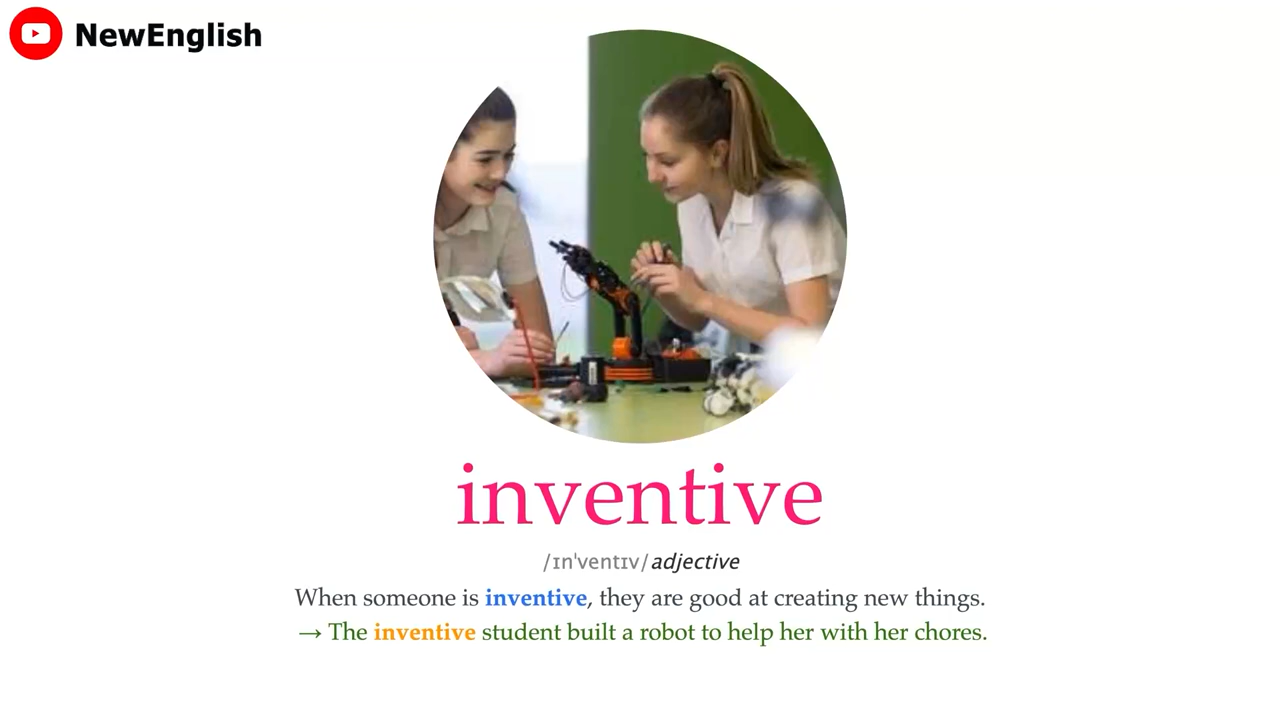 NewEnglish
inventive
/ɪnˈventɪv/adjective
When someone is inventive, they are good at creating new things.
→ The inventive student built a robot to help her with her chores.